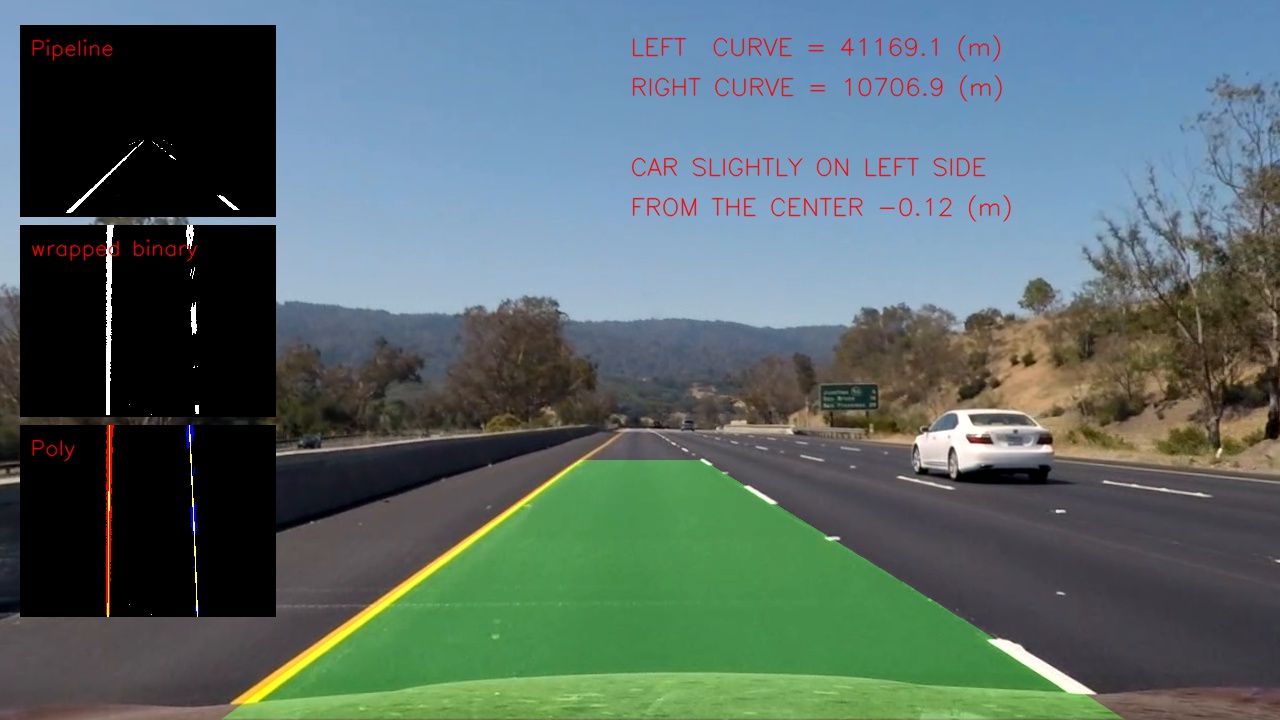 Pipeline
wrapped binary
Poly
LEFT CURVE = 41169.1 (m)
RIGHT CURVE = 10706.9 (m)
CAR SLIGHTLY ON LEFT SIDE
FROM THE CENTER -0.12 (m)